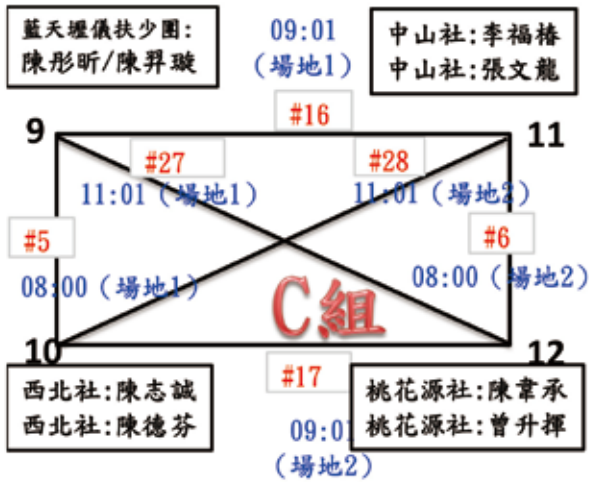 藍天壢儀扶少團:
陳彤昕/陳羿璇
09:01
(場地1)
中山社:李福椿
中山社:張文龍
#16
9
11
#27
#28
11:01 (場地1)
11:01 (場地2)
#5
#6
08:00 (場地1)
08:00 (場地2)
C組
10
12
西北社:陳志誠
西北社:陳德芬
#17
桃花源社:陳韋承
桃花源社:曾升揮
09:01
(場地2)